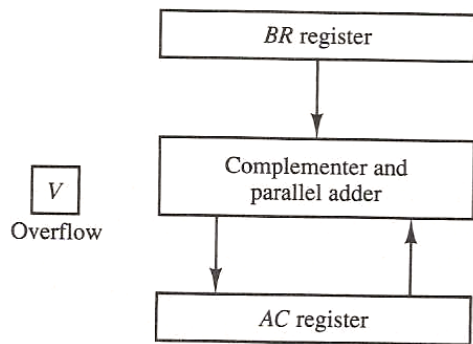 BR register
Complementer and
parallel adder
V
Overflow
AC register